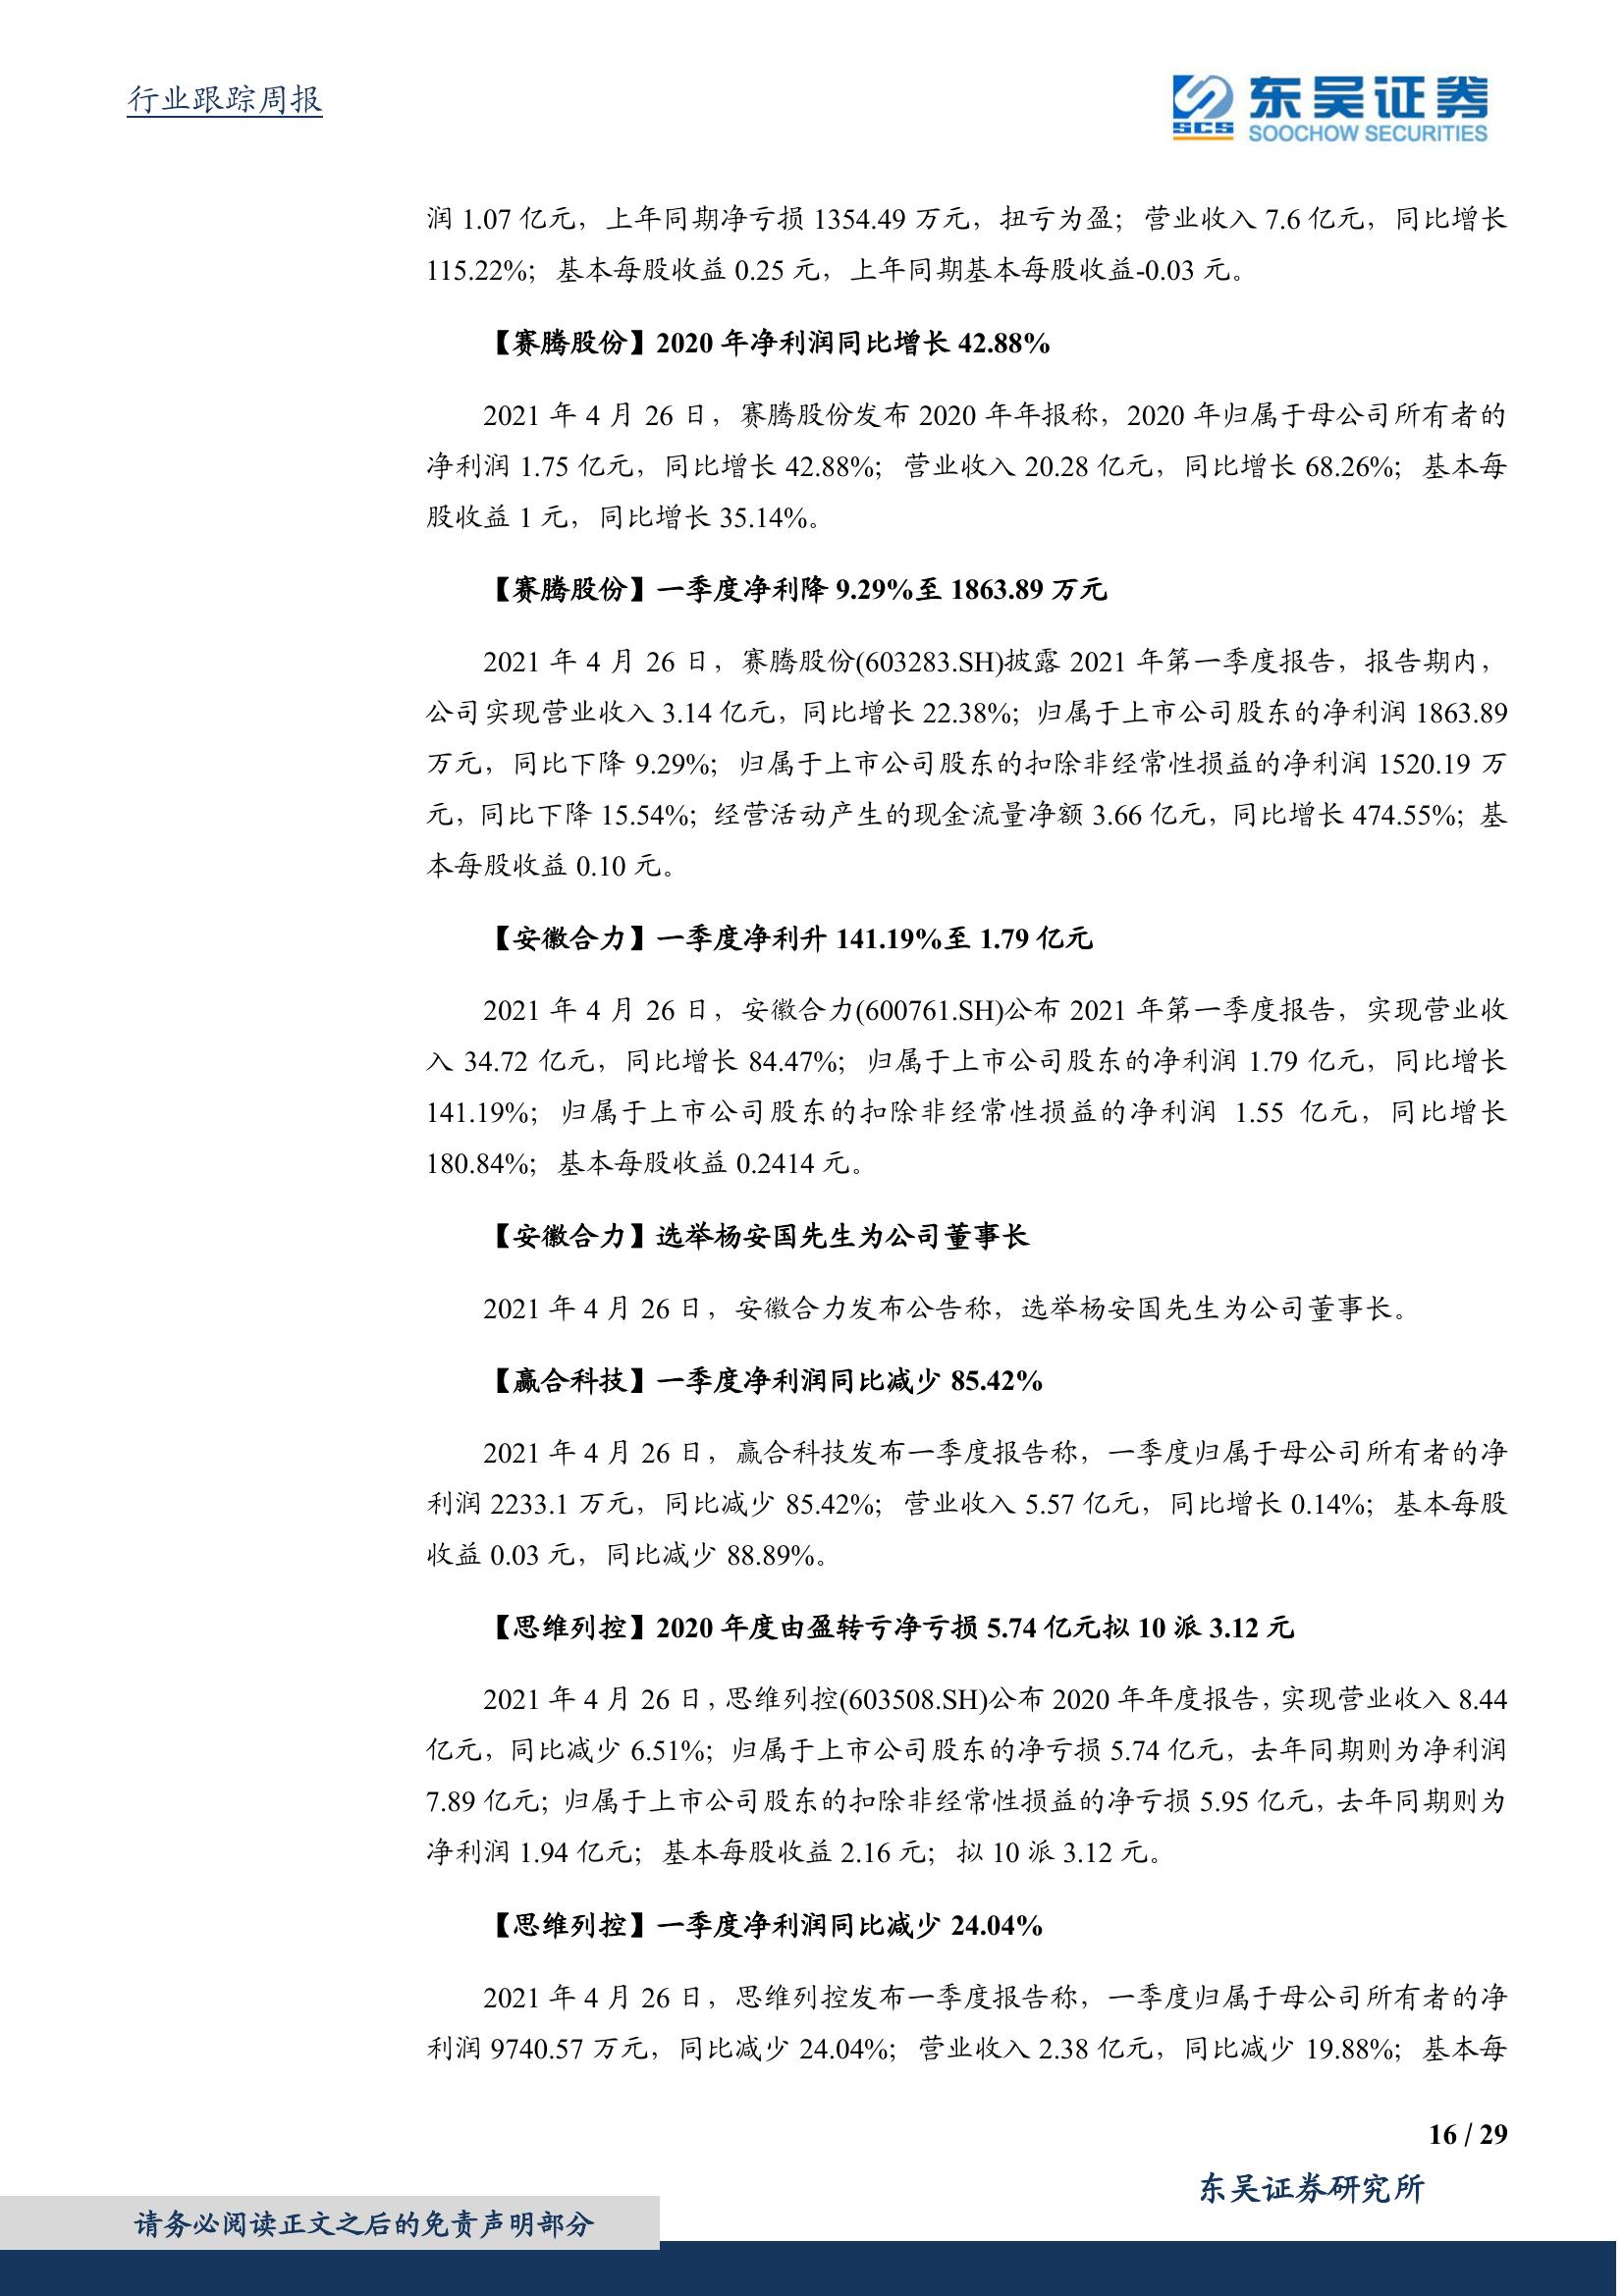 行业跟踪周报
SCS
东吴证券
SOOCHOW SECURITIES
润 1.07 亿元，上年同期净亏损 1354.49 万元，扭亏为盈；营业收入 7.6 亿元，同比增长
115.22%；基本每股收益 0.25 元，上年同期基本每股收益-0.03 元。
【赛腾股份】2020 年净利润同比增长 42.88%
2021 年 4 月 26 日，赛腾股份发布 2020 年年报称，2020 年归属于母公司所有者的
净利润 1.75 亿元，同比增长 42.88%；营业收入 20.28 亿元，同比增长 68.26%；基本每
股收益 1 元，同比增长 35.14%。
【赛腾股份】一季度净利降 9.29%至 1863.89 万元
2021 年 4 月 26 日，赛腾股份(603283.SH)披露 2021 年第一季度报告，报告期内，
公司实现营业收入 3.14 亿元，同比增长 22.38%；归属于上市公司股东的净利润 1863.89
万元，同比下降 9.29%；归属于上市公司股东的扣除非经常性损益的净利润 1520.19 万
元，同比下降 15.54%；经营活动产生的现金流量净额 3.66 亿元，同比增长 474.55%；基
本每股收益 0.10 元。
【安徽合力】一季度净利升 141.19%至 1.79 亿元
2021 年 4 月 26 日，安徽合力(600761.SH)公布 2021 年第一季度报告，实现营业收
入 34.72 亿元，同比增长 84.47%；归属于上市公司股东的净利润 1.79 亿元，同比增长
141.19%；归属于上市公司股东的扣除非经常性损益的净利润 1.55 亿元，同比增长
180.84%；基本每股收益 0.2414 元。
【安徽合力】选举杨安国先生为公司董事长
2021 年 4 月 26 日，安徽合力发布公告称，选举杨安国先生为公司董事长。
【赢合科技】一季度净利润同比减少 85.42%
2021 年 4 月 26 日，赢合科技发布一季度报告称，一季度归属于母公司所有者的净
利润 2233.1 万元，同比减少 85.42%；营业收入 5.57 亿元，同比增长 0.14%；基本每股
收益 0.03 元，同比减少 88.89%。
【思维列控】2020 年度由盈转亏净亏损 5.74 亿元拟 10 派 3.12 元
2021 年 4 月 26 日，思维列控(603508.SH)公布 2020 年年度报告，实现营业收入 8.44
亿元，同比减少 6.51%；归属于上市公司股东的净亏损 5.74 亿元，去年同期则为净利润
7.89 亿元；归属于上市公司股东的扣除非经常性损益的净亏损 5.95 亿元，去年同期则为
净利润 1.94 亿元；基本每股收益 2.16 元；拟 10 派 3.12 元。
【思维列控】一季度净利润同比减少 24.04%
2021 年 4 月 26 日，思维列控发布一季度报告称，一季度归属于母公司所有者的净
利润 9740.57 万元，同比减少 24.04%；营业收入 2.38 亿元，同比减少 19.88%；基本每
16 / 29
东吴证券研究所
请务必阅读正文之后的免责声明部分